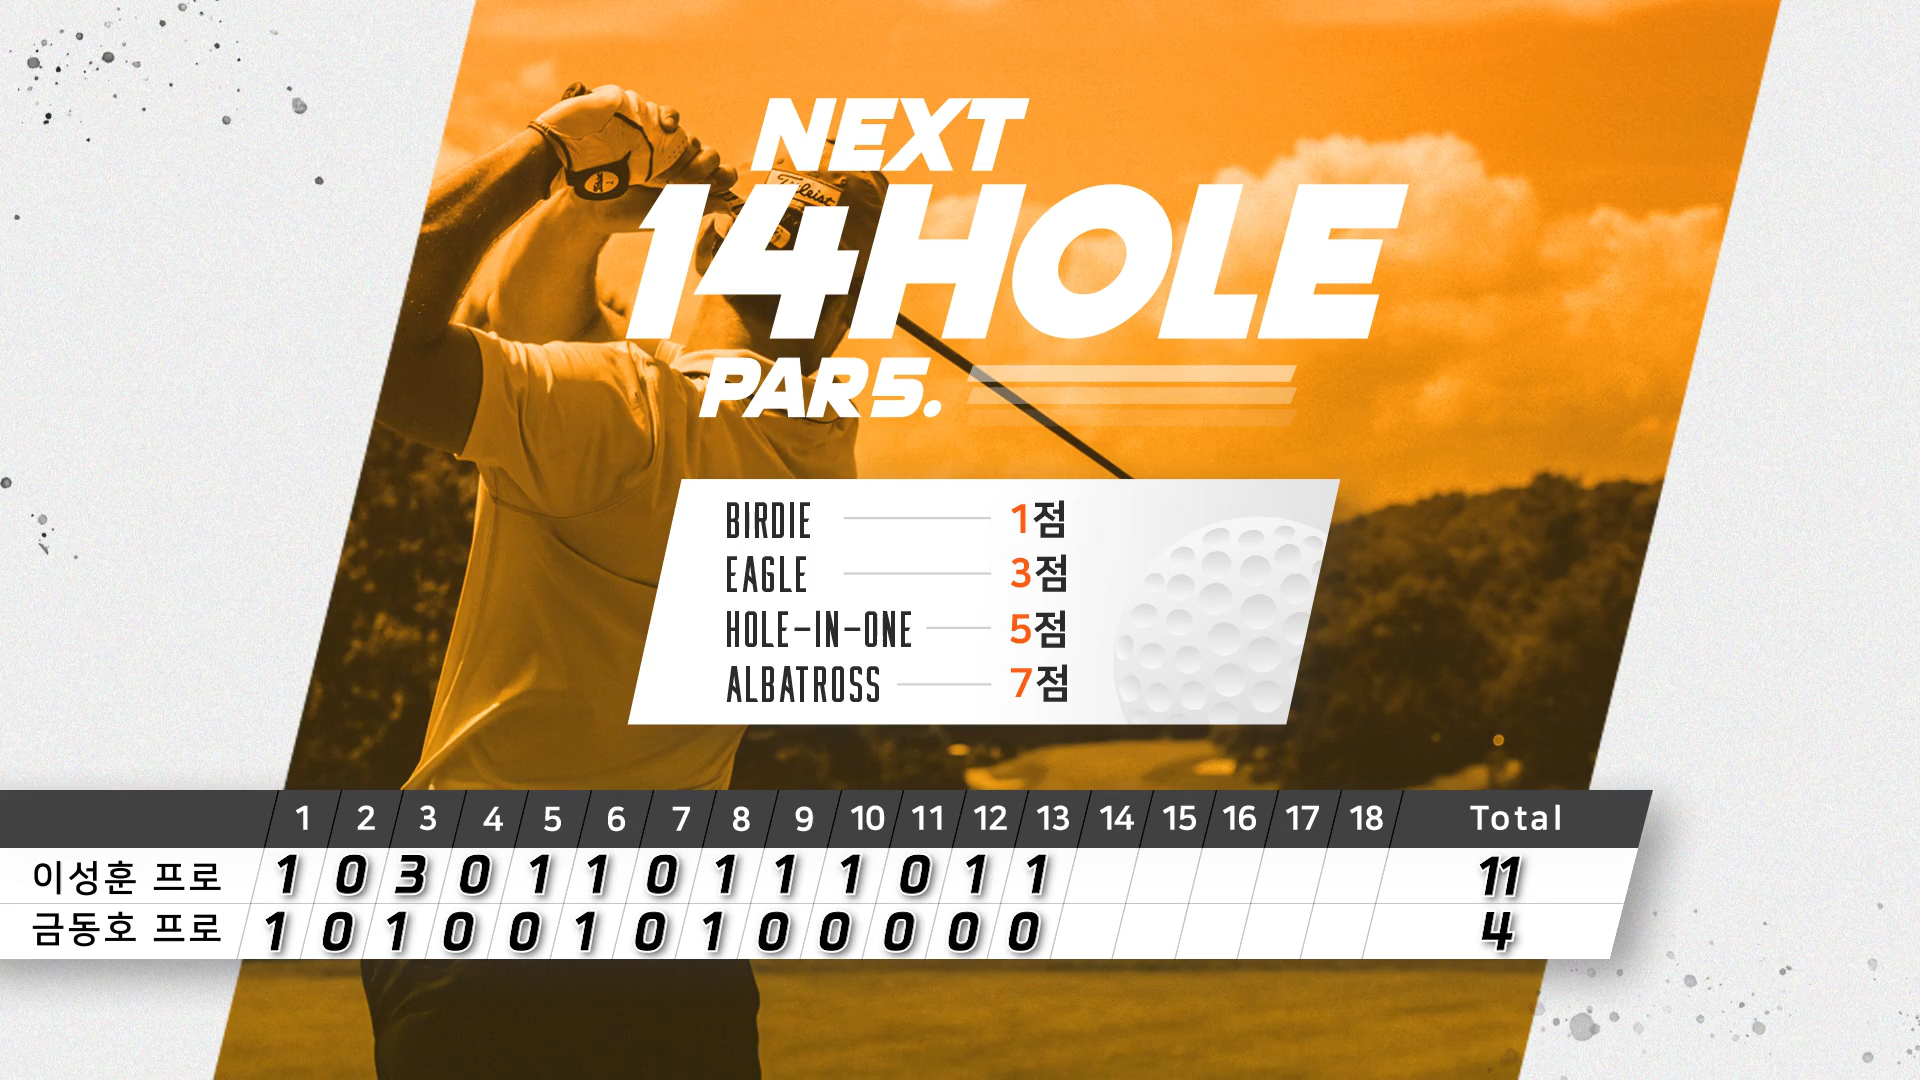 NEXT
14HOLE
PAR5.
BIRDIE 1점
EAGLE 3점
HOLE-IN-ONE 5점
ALBATROSS 7점
1 2 3 4 5 6 7 8 9 10 11 12 13 14 15 16 17 18 Total
이성훈 프로 1 0 3 0 1 1 0 1 1 1 0 1 1 11
금동호 프로 1 0 1 0 0 1 0 1 0 0 0 0 0 4